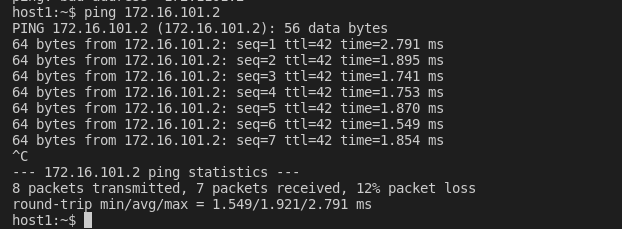 host1:~$ ping 172.16.101.2
PING 172.16.101.2 (172.16.101.2): 56 data bytes
64 bytes from 172.16.101.2: seq=1 ttl=42 time=2.791 ms
64 bytes from 172.16.101.2: seq=2 ttl=42 time=1.895 ms
64 bytes from 172.16.101.2: seq=3 ttl=42 time=1.741 ms
64 bytes from 172.16.101.2: seq=4 ttl=42 time=1.753 ms
64 bytes from 172.16.101.2: seq=5 ttl=42 time=1.870 ms
64 bytes from 172.16.101.2: seq=6 ttl=42 time=1.549 ms
64 bytes from 172.16.101.2: seq=7 ttl=42 time=1.854 ms
^C
--- 172.16.101.2 ping statistics ---
8 packets transmitted, 7 packets received, 12% packet loss
round-trip min/avg/max = 1.549/1.921/2.791 ms
host1:~$